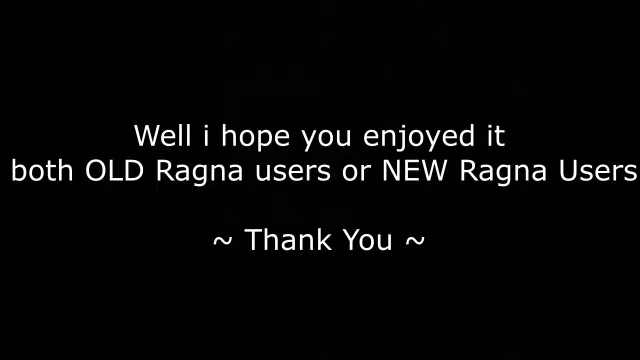 Well i hope you enjoyed it
both OLD Ragna users or NEW Ragna Users
~ Thank You ~